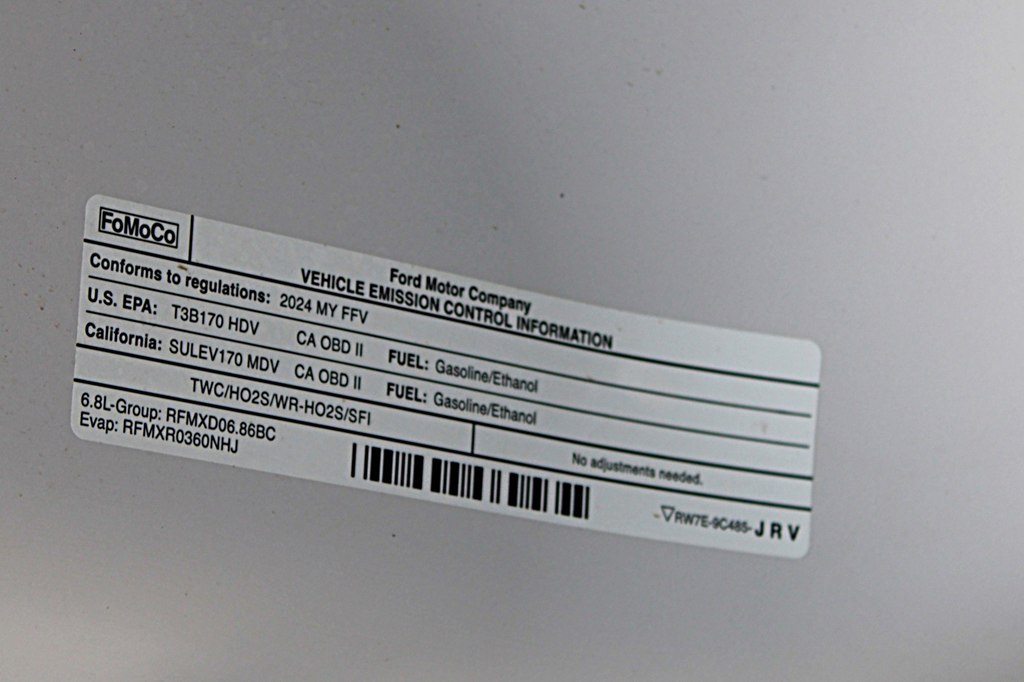 FoMoCo
Ford Motor Company
VEHICLE EMISSION CONTROL INFORMATION
Conforms to regulations: 2024 MY FFV
U.S. EPA: T3B170 HDV CA OBD II FUEL: Gasoline/Ethanol
California: SULEV170 MDV CA OBD II FUEL: Gasoline/Ethanol
TWC/HO2S/WR-HO2S/SFI
No adjustments needed.
6.8L-Group: RFMXD06.86BC
Evap: RFMXR0360NHJ
RW7E-9C485-JRV